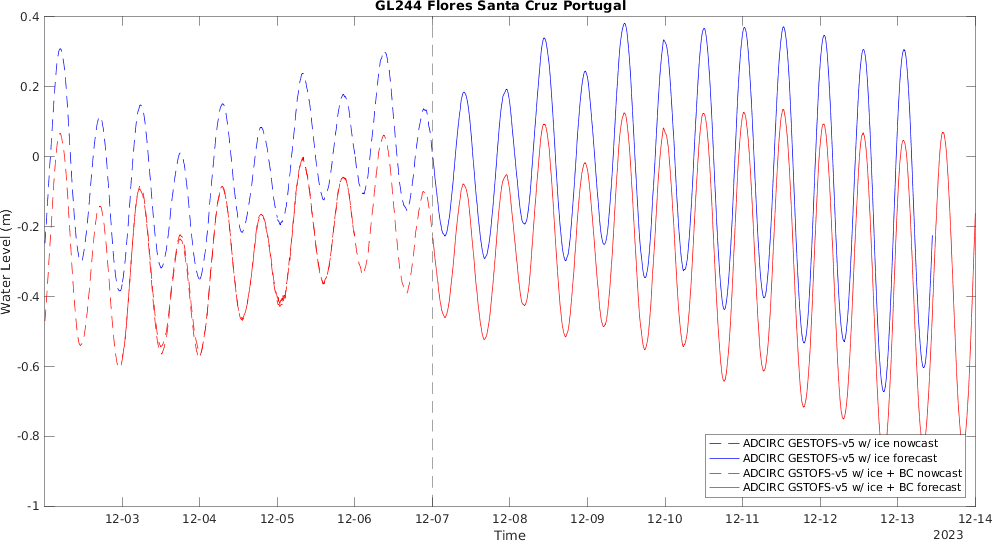 GL244 Flores Santa Cruz Portugal
0.4
0.2
0
-0.2
-0.4
-0.6
-0.8
-1
Water Level (m)
ADCIRC GESTOFS-v5 w/ ice nowcast
ADCIRC GESTOFS-v5 w/ ice forecast
ADCIRC GSTOFS-v5 w/ ice + BC nowcast
ADCIRC GSTOFS-v5 w/ ice + BC forecast
12-03 12-04 12-05 12-06 12-07 12-08 12-09 12-10 12-11 12-12 12-13 12-14
Time
2023